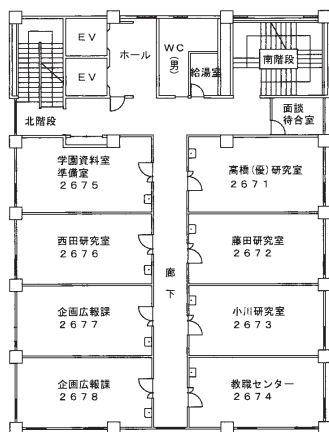 EV
EV
ホール
WC
(男)
給湯室
南階段
北階段
面談
待合室
学園資料室
準備室
2675
高橋(優)研究室
2671
西田研究室
2676
藤田研究室
2672
廊下
企画広報課
2677
小川研究室
2673
企画広報課
2678
教職センター
2674